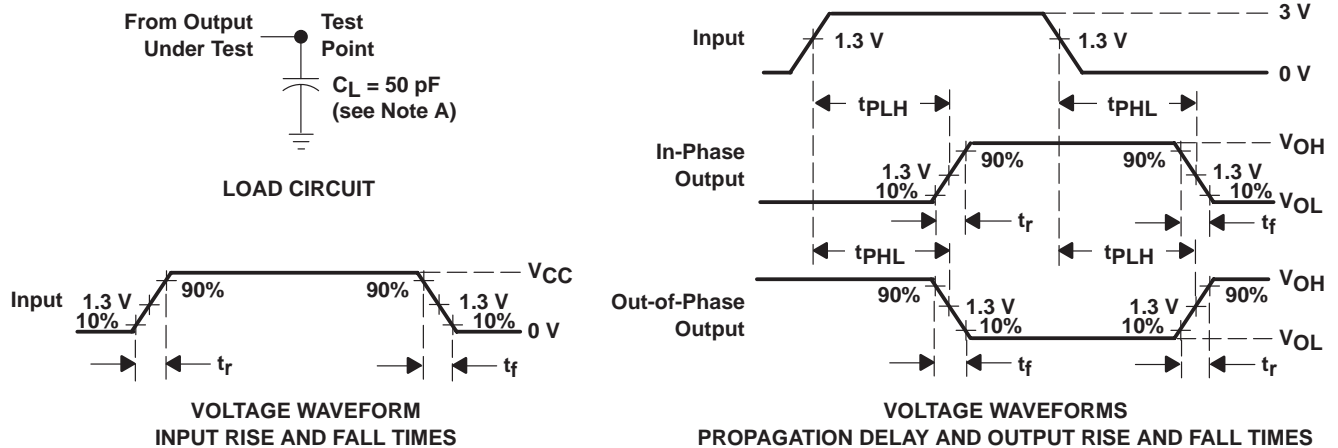 From Output
Under Test
Test
Point
CL = 50 pF
(see Note A)
LOAD CIRCUIT
Input
1.3 V
10%
90%
90%
1.3 V
10%
VCC
0 V
tr
tf
VOLTAGE WAVEFORM
INPUT RISE AND FALL TIMES
Input
1.3 V
1.3 V
3 V
0 V
tPLH
tPHL
In-Phase
Output
1.3 V
10%
90%
90%
1.3 V
10%
VOH
VOL
tr
tf
tPHL
tPLH
Out-of-Phase
Output
90%
1.3 V
10%
10%
1.3 V
90%
VOH
VOL
tf
tr
VOLTAGE WAVEFORMS
PROPAGATION DELAY AND OUTPUT RISE AND FALL TIMES